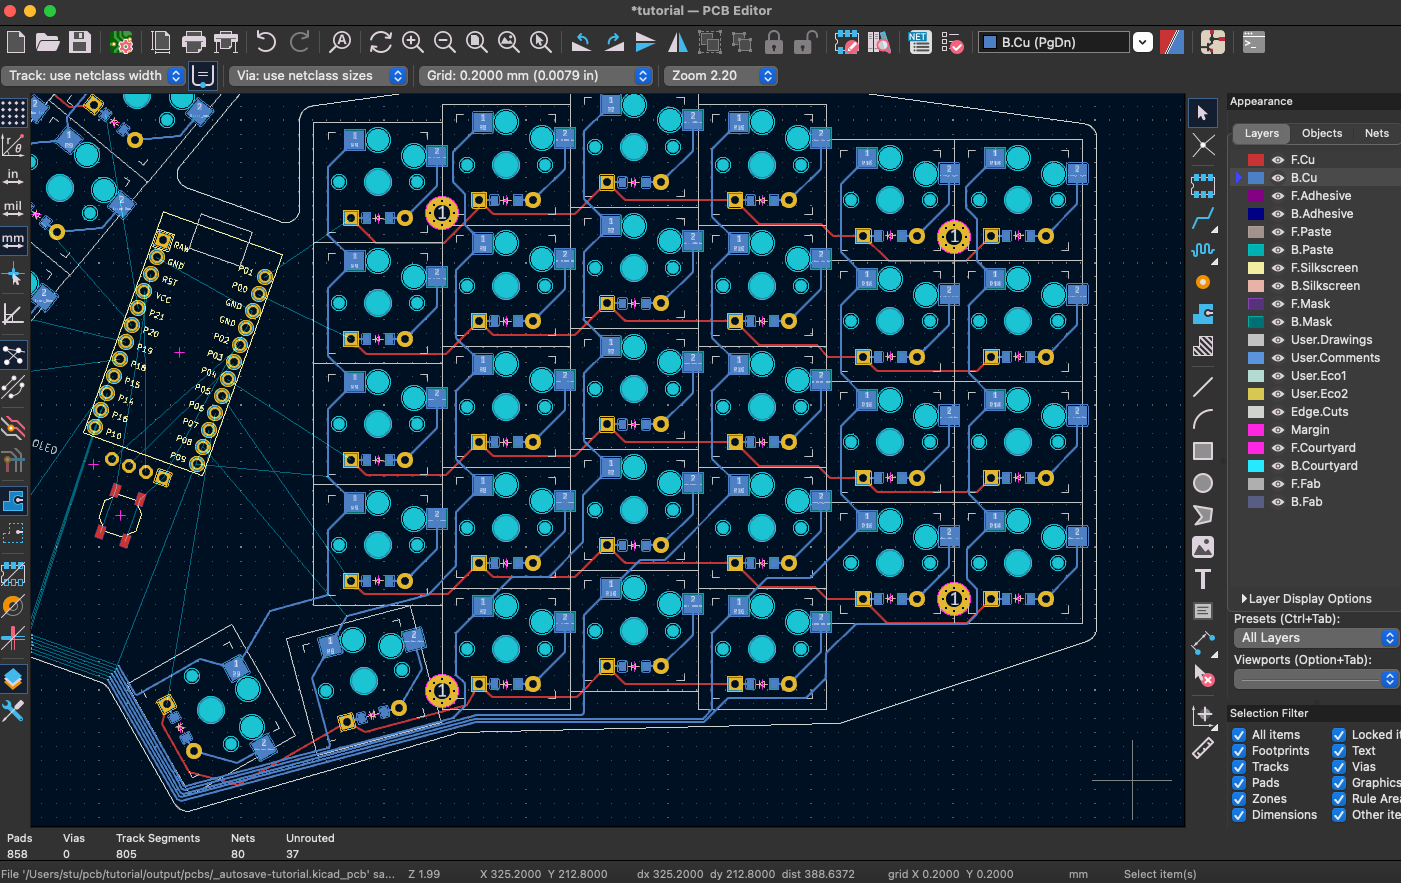 *tutorial — PCB Editor
B.Cu (PgDn)
Track: use netclass width
Via: use netclass sizes
Grid: 0.2000 mm (0.0079 in)
Zoom 2.20
in
mil
mm
NET
RAW
GND
RST
VCC
P21
P20
P19
P18
P15
P14
P16
P10
P01
P00
GND
GND
P02
P03
P04
P05
P06
P07
P08
P09
OLED
1
1
1
1
Appearance
Layers
Objects
Nets
F.Cu
B.Cu
F.Adhesive
B.Adhesive
F.Paste
B.Paste
F.Silkscreen
B.Silkscreen
F.Mask
B.Mask
User.Drawings
User.Comments
User.Eco1
User.Eco2
Edge.Cuts
Margin
F.Courtyard
B.Courtyard
F.Fab
B.Fab
Layer Display Options
Presets (Ctrl+Tab):
All Layers
Viewports (Option+Tab):
Selection Filter
All items
Locked it
Footprints
Text
Tracks
Vias
Pads
Graphics
Zones
Rule Area
Dimensions
Other ite
Pads
Vias
Track Segments
Nets
Unrouted
858
0
805
80
37
File '/Users/stu/pcb/tutorial/output/pcbs/_autosave-tutorial.kicad_pcb' sa...
Z 1.99
X 325.2000 Y 212.8000
dx 325.2000 dy 212.8000 dist 388.6372
grid X 0.2000 Y 0.2000
mm
Select item(s)